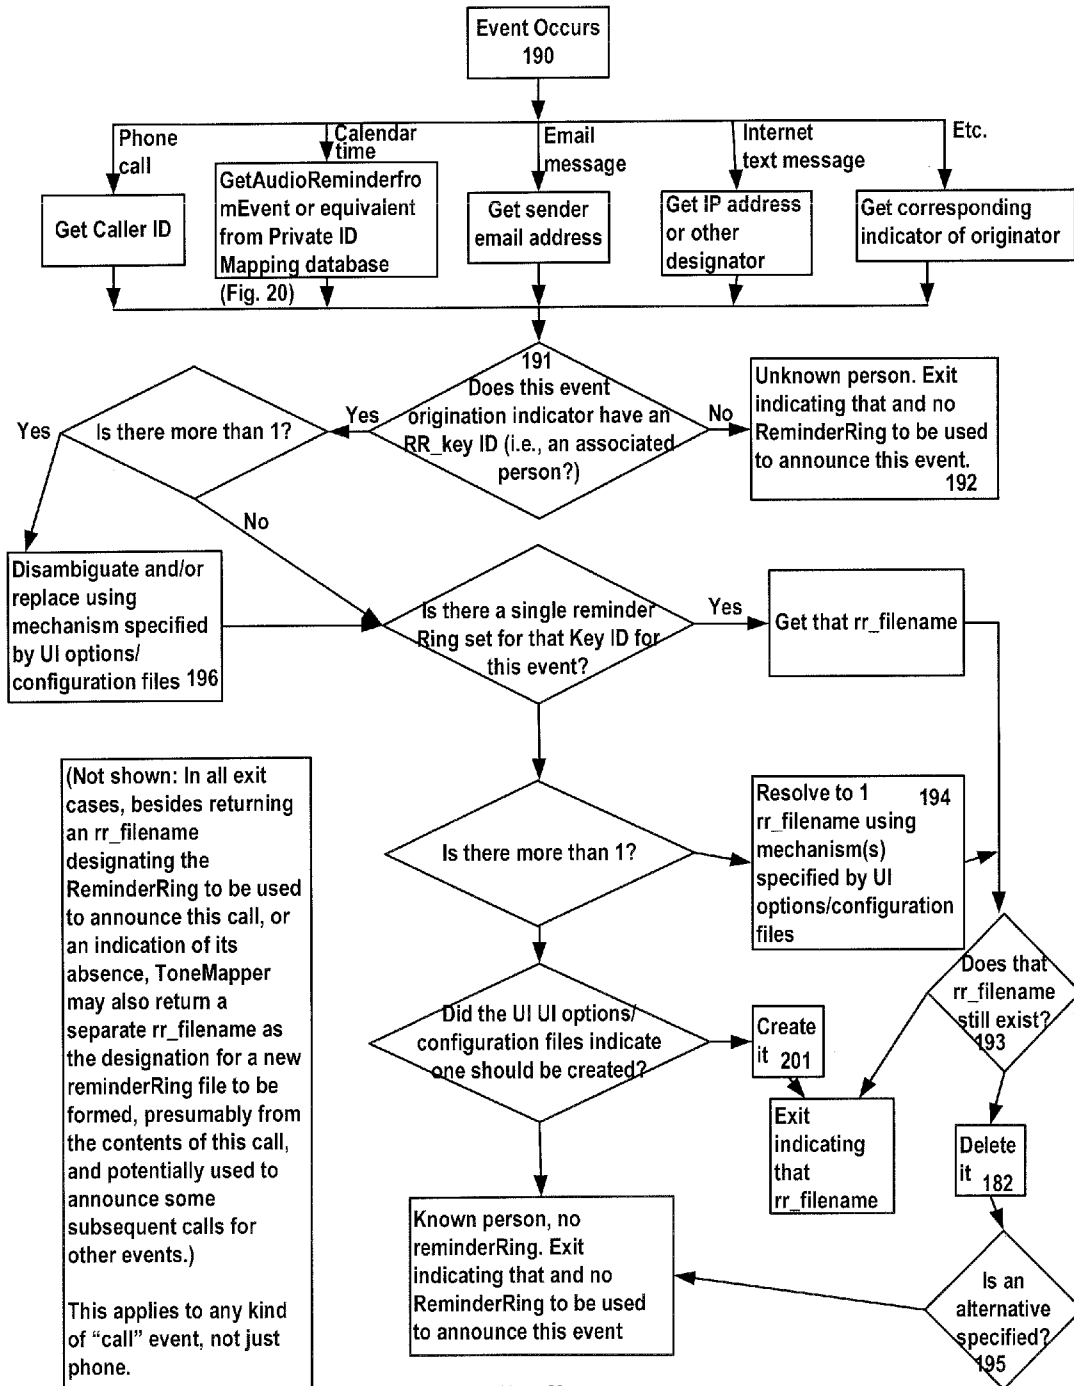 Event Occurs
190
Phone
call
Calendar
time
Email
message
Internet
text message
Etc.
Get Caller ID
GetAudioReminderfro
mEvent or equivalent
from Private ID
Mapping database
(Fig. 20)
Get sender
email address
Get IP address
or other
designator
Get corresponding
indicator of originator
191
Does this event
origination indicator have an
RR_key ID (i.e., an associated
person?)
Yes
No
Is there more than 1?
Yes
No
Unknown person. Exit
indicating that and no
ReminderRing to be used
to announce this event.
192
Disambiguate and/or
replace using
mechanism specified
by UI options/
configuration files 196
Is there a single reminder
Ring set for that Key ID for
this event?
Yes
Get that rr_filename
(Not shown: In all exit
cases, besides returning
an rr_filename
designating the
ReminderRing to be used
to announce this call, or
an indication of its
absence, ToneMapper
may also return a
separate rr_filename as
the designation for a new
reminderRing file to be
formed, presumably from
the contents of this call,
and potentially used to
announce some
subsequent calls for
other events.)
This applies to any kind
of “call” event, not just
phone.
Is there more than 1?
Resolve to 1 194
rr_filename using
mechanism(s)
specified by UI
options/configuration
files
Does that
rr_filename
still exist?
193
Did the UI UI options/
configuration files indicate
one should be created?
Create
it 201
Exit
indicating
that
rr_filename
Delete
it 182
Known person, no
reminderRing. Exit
indicating that and no
ReminderRing to be used
to announce this event
Is an
alternative
specified?
195